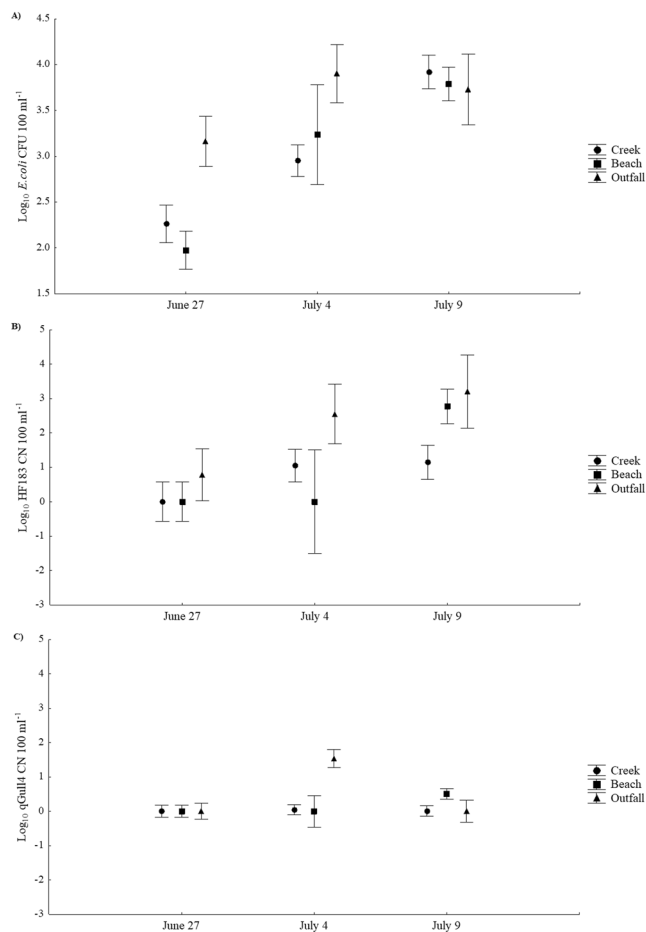 A)
Log₁₀ E.coli CFU 100 ml⁻¹
4.5
4.0
3.5
3.0
2.5
2.0
1.5
June 27
July 4
July 9
Creek
Beach
Outfall
B)
Log₁₀ HF183 CN 100 ml⁻¹
5
4
3
2
1
0
-1
-2
-3
June 27
July 4
July 9
Creek
Beach
Outfall
C)
Log₁₀ qGull4 CN 100 ml⁻¹
5
4
3
2
1
0
-1
-2
-3
June 27
July 4
July 9
Creek
Beach
Outfall